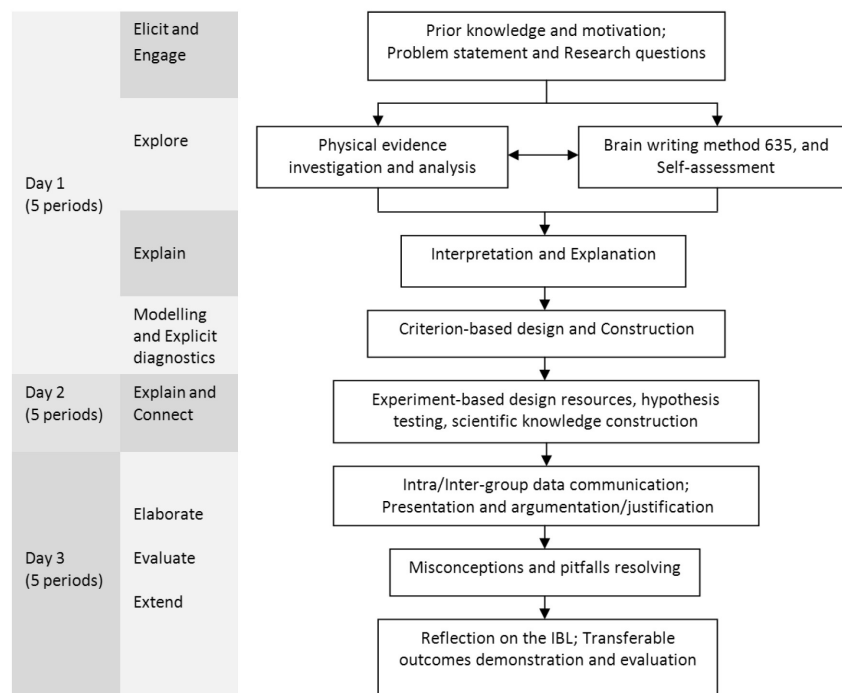 Elicit and
Engage
Prior knowledge and motivation;
Problem statement and Research questions
Day 1
(5 periods)
Explore
Physical evidence
investigation and analysis
Brain writing method 635, and
Self-assessment
Explain
Interpretation and Explanation
Modelling
and Explicit
diagnostics
Criterion-based design and Construction
Day 2
(5 periods)
Explain and
Connect
Experiment-based design resources, hypothesis
testing, scientific knowledge construction
Day 3
(5 periods)
Elaborate
Evaluate
Extend
Intra/Inter-group data communication;
Presentation and argumentation/justification
Misconceptions and pitfalls resolving
Reflection on the IBL; Transferable
outcomes demonstration and evaluation